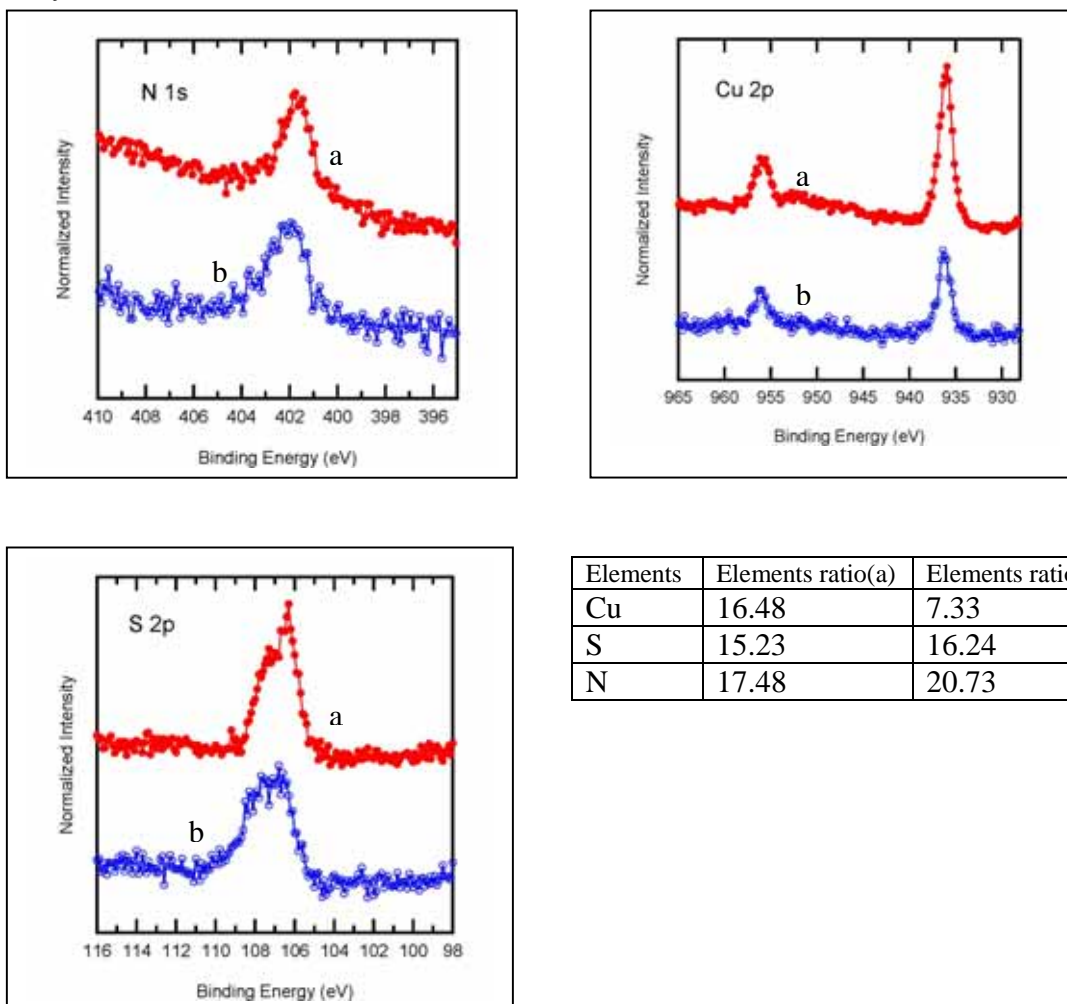 N 1s
a
b
Normalized Intensity
410 408 406 404 402 400 398 396
Binding Energy (eV)
Cu 2p
a
a
b
Normalized Intensity
965 960 955 950 945 940 935 930
Binding Energy (eV)
S 2p
a
b
Normalized Intensity
116 114 112 110 108 106 104 102 100 98
Binding Energy (eV)
Elements Elements ratio(a) Elements ratio
Cu 16.48 7.33
S 15.23 16.24
N 17.48 20.73